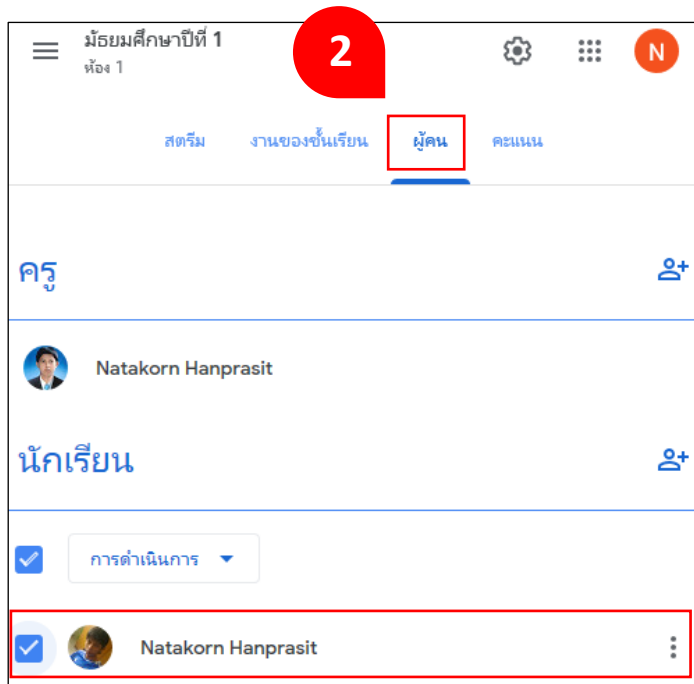 มัธยมศึกษาปีที่ 1
ห้อง 1
2
N
สตรีม งานของชั้นเรียน ผู้คน คะแนน
ครู
Natakorn Hanprasit
นักเรียน
การดำเนินการ
Natakorn Hanprasit